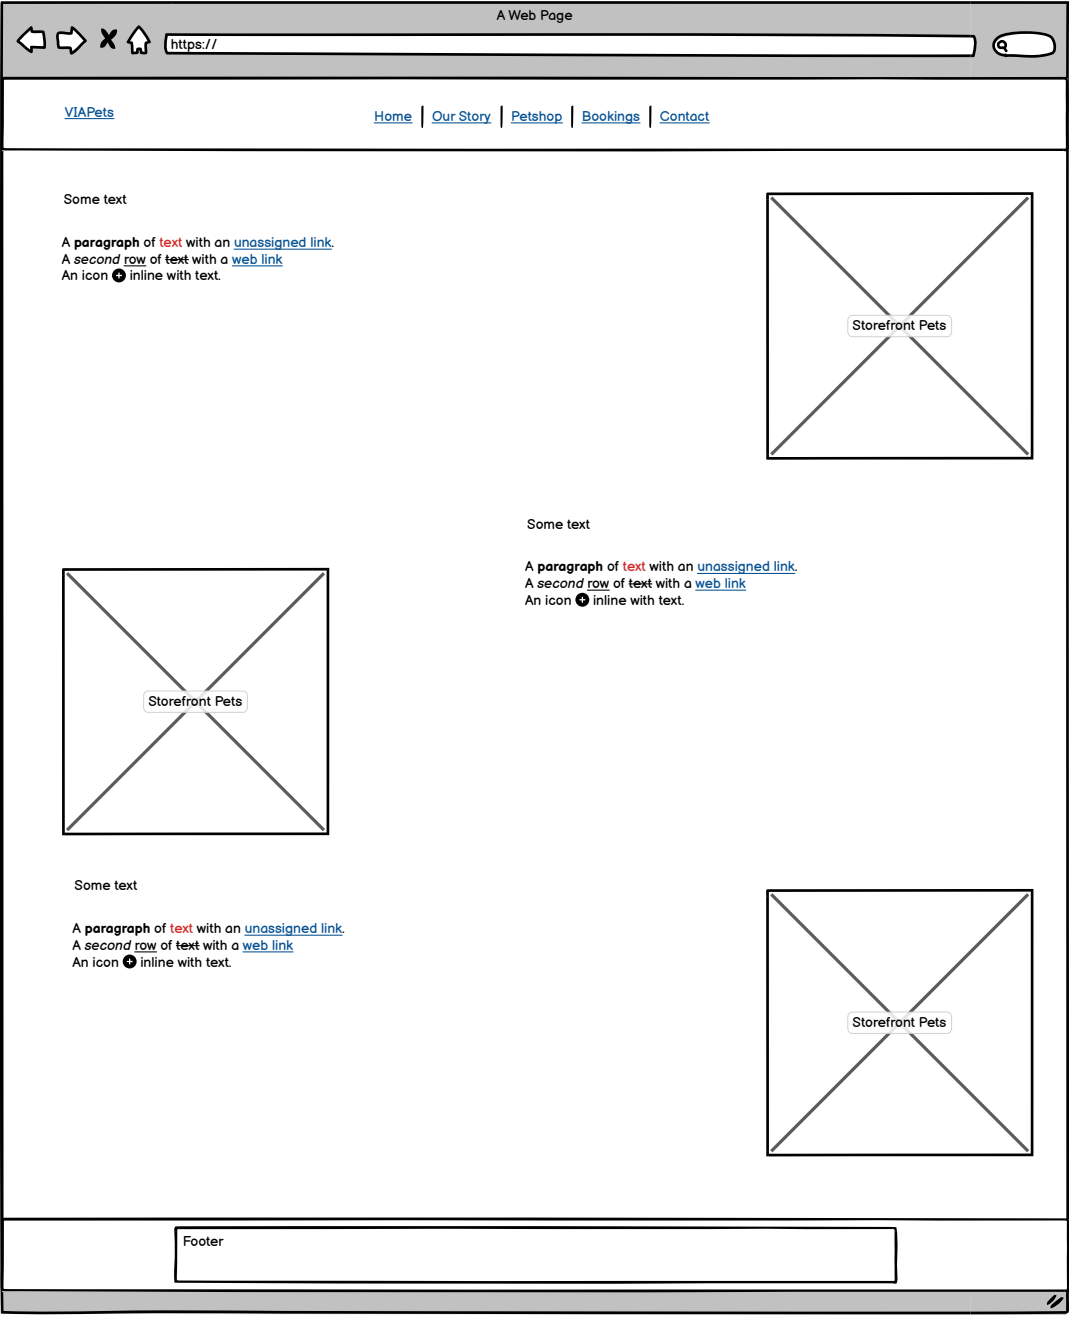 A Web Page
https://
VIAPets
Home Our Story Petshop Bookings Contact
Some text
A paragraph of text with an unassigned link.
A second row of text with a web link
An icon inline with text.
Storefront Pets
Some text
A paragraph of text with an unassigned link.
A second row of text with a web link
An icon inline with text.
Storefront Pets
Some text
A paragraph of text with an unassigned link.
A second row of text with a web link
An icon inline with text.
Storefront Pets
Footer